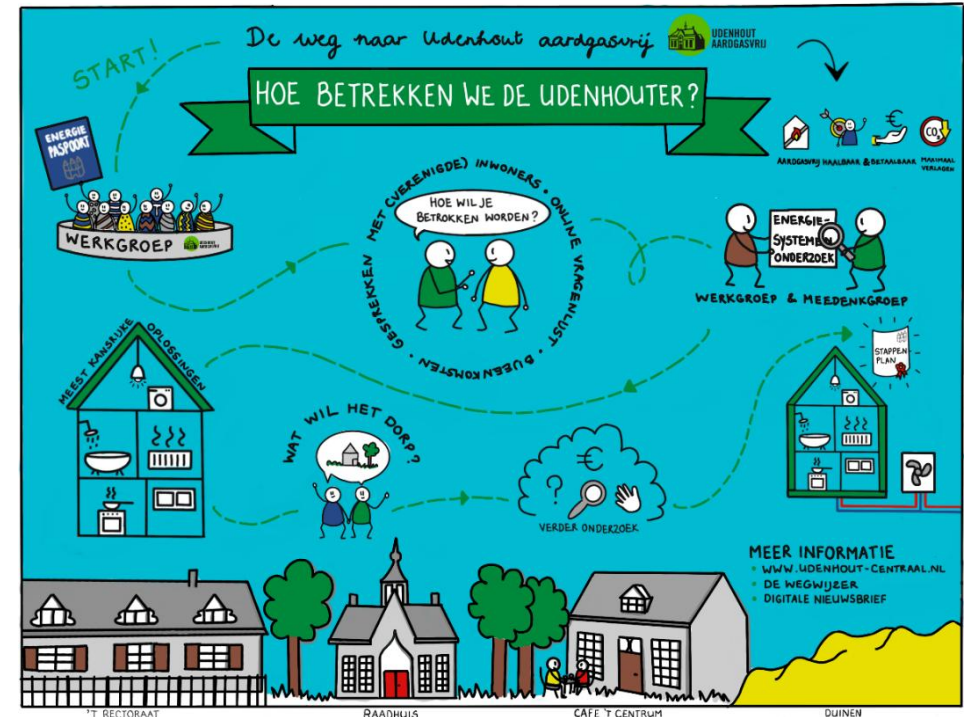 De weg naar Udenhout aardgasvrij
UDENHOUT
AARDGASVRIJ
START!
HOE BETREKKEN WE DE UDENHOUTER?
ENERGIE
PASPOORT
€
CO2
AARDGASVRIJ HAALBAAR & BETAALBAAR MAXIMAAL
VERLAGEN
WERKGROEP
UDENHOUT
AARDGASVRIJ
GESPREKKEN MET (VERENIGDE) INWONERS • ONLINE VRAGENLIJST • BIJEENKOMSTEN •
HOE WIL JE
BETROKKEN WORDEN?
ENERGIE-
SYSTEMEN
ONDERZOEK
WERKGROEP & MEEDENKGROEP
MEEST KANSRIJKE OPLOSSINGEN
STAPPEN
PLAN
WAT WIL HET DORP?
€
?
VERDER ONDERZOEK
MEER INFORMATIE
• WWW.UDENHOUT-CENTRAAL.NL
• DE WEGWIJZER
• DIGITALE NIEUWSBRIEF
'T RECTORAAT
RAADHUIS
CAFE 'T CENTRUM
DUINEN